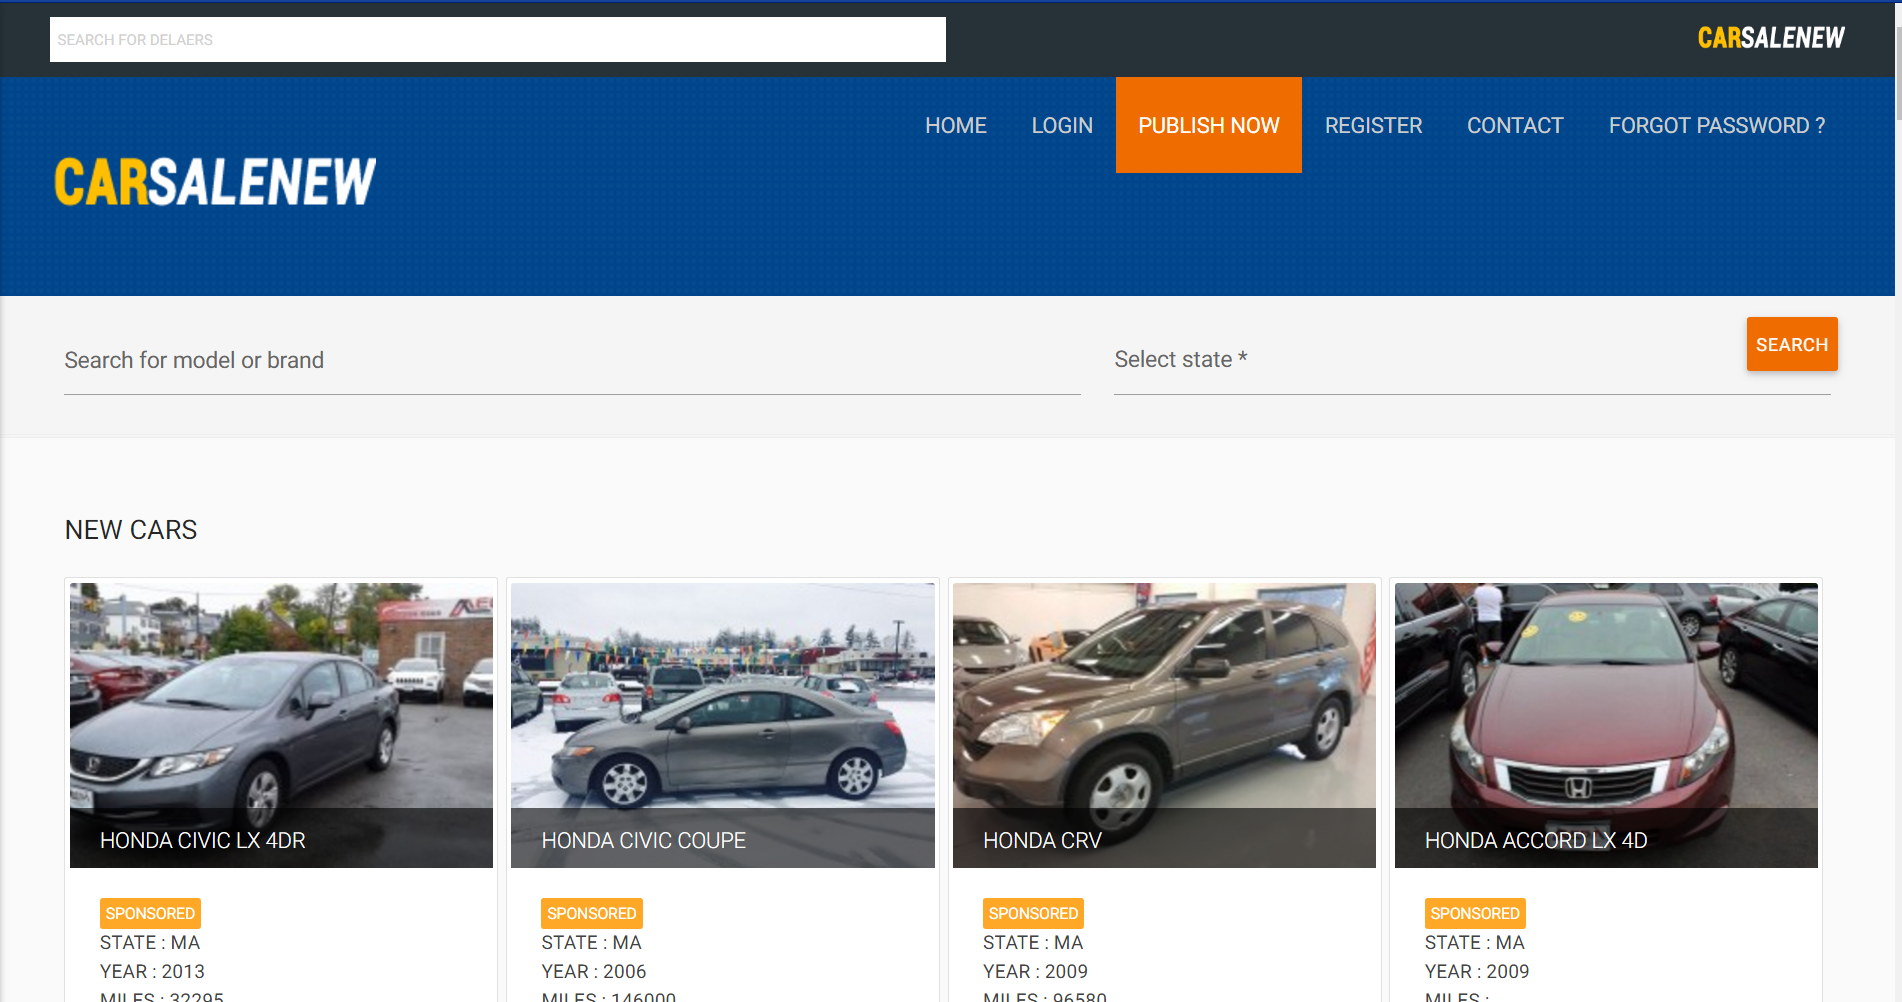 SEARCH FOR DELAERS
CARSALENEW
HOME LOGIN PUBLISH NOW REGISTER CONTACT FORGOT PASSWORD ?
CARSALENEW
Search for model or brand
Select state *
SEARCH
NEW CARS
HONDA CIVIC LX 4DR
SPONSORED
STATE : MA
YEAR : 2013
MILES : 32295
HONDA CIVIC COUPE
SPONSORED
STATE : MA
YEAR : 2006
MILES : 146000
HONDA CRV
SPONSORED
STATE : MA
YEAR : 2009
MILES : 96580
HONDA ACCORD LX 4D
SPONSORED
STATE : MA
YEAR : 2009
MILES :